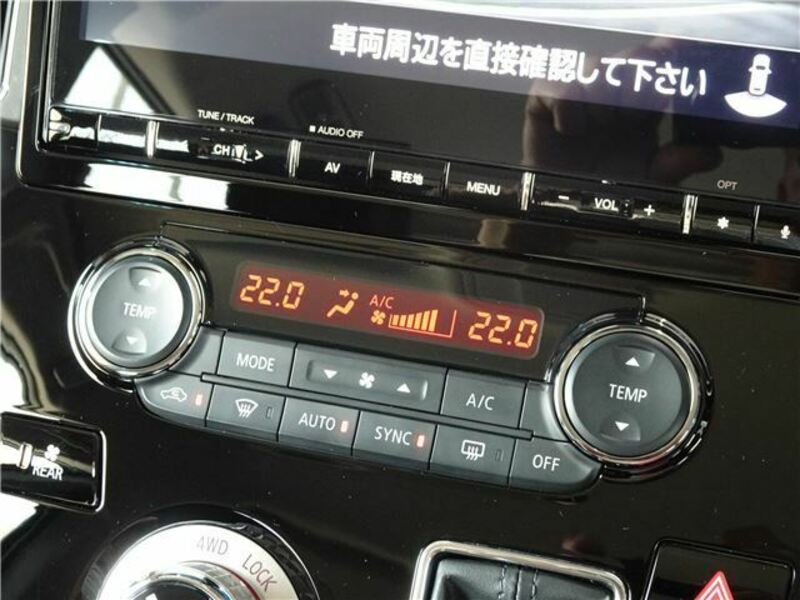 車両周辺を直接確認して下さい
TUNE / TRACK
AUDIO OFF
OPT
CH
AV
現在地
MENU
− VOL +
22.0
A/C
22.0
TEMP
TEMP
MODE
A/C
AUTO
SYNC
OFF
REAR
4WD
LOCK